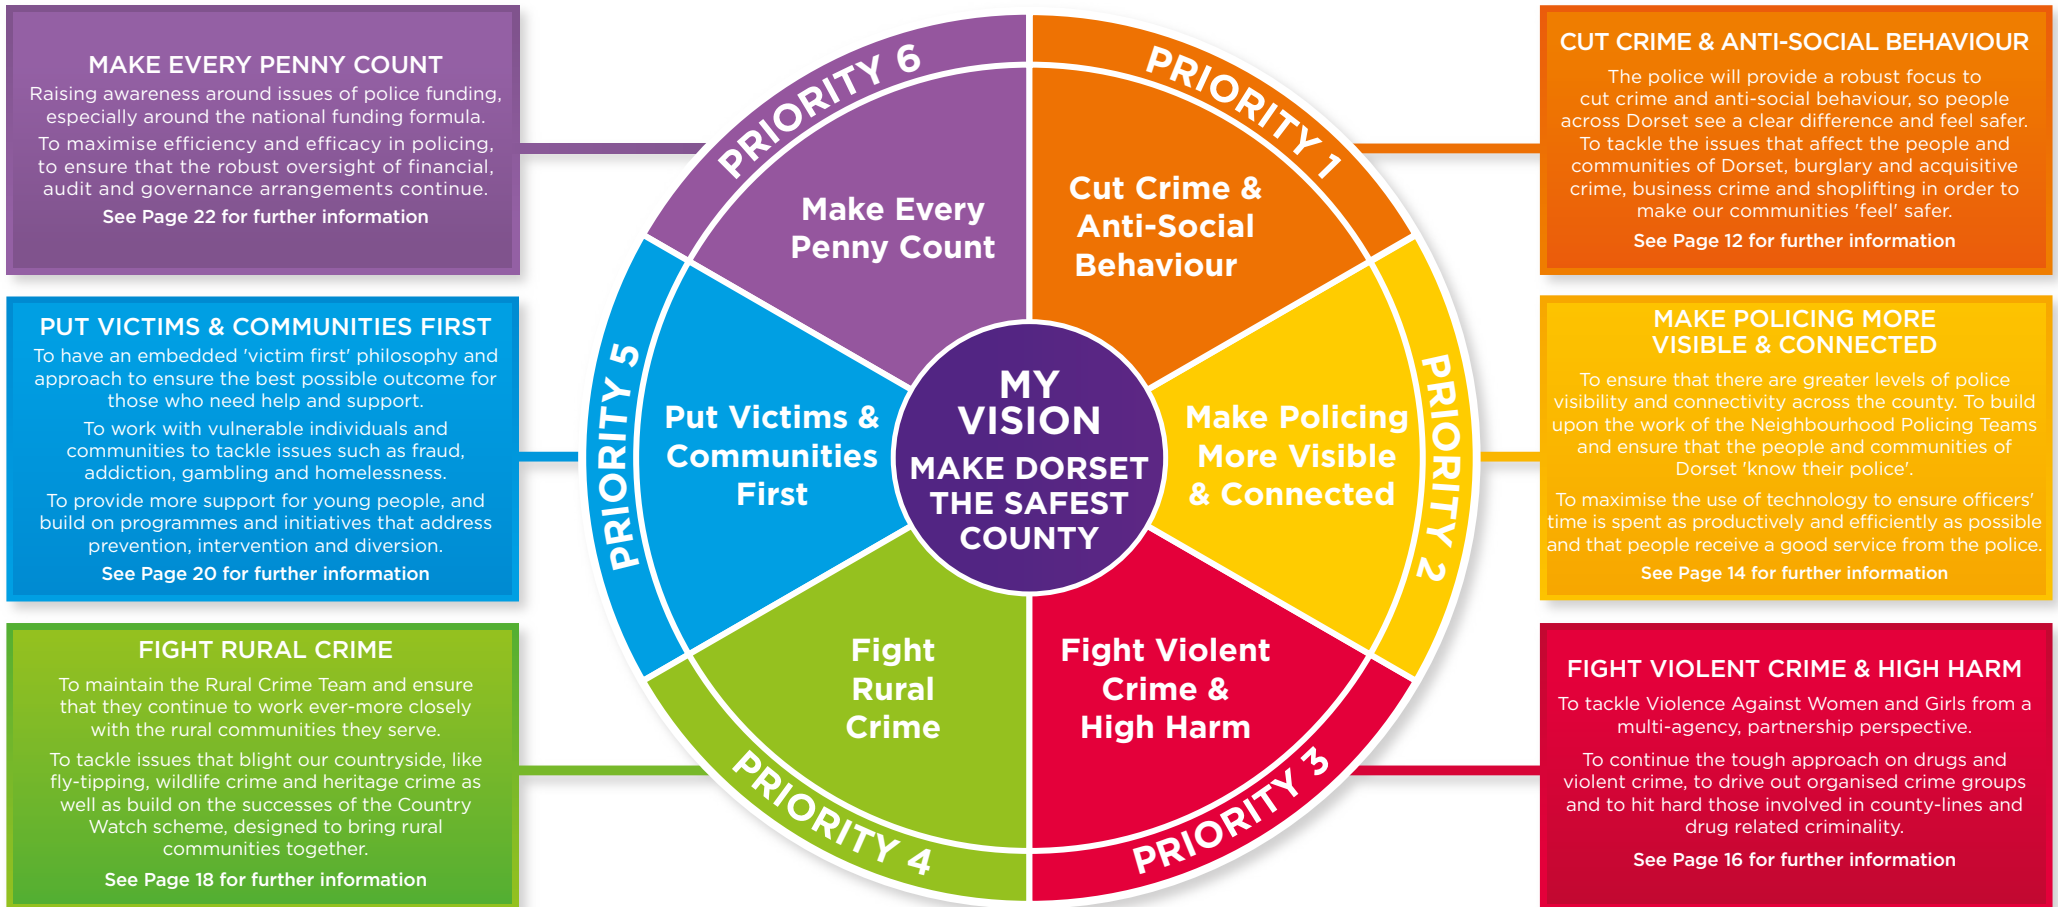 MAKE EVERY PENNY COUNT
Raising awareness around issues of police funding,
especially around the national funding formula.
To maximise efficiency and efficacy in policing,
to ensure that the robust oversight of financial,
audit and governance arrangements continue.
See Page 22 for further information
PUT VICTIMS & COMMUNITIES FIRST
To have an embedded 'victim first' philosophy and
approach to ensure the best possible outcome for
those who need help and support.
To work with vulnerable individuals and
communities to tackle issues such as fraud,
addiction, gambling and homelessness.
To provide more support for young people, and
build on programmes and initiatives that address
prevention, intervention and diversion.
See Page 20 for further information
FIGHT RURAL CRIME
To maintain the Rural Crime Team and ensure
that they continue to work ever-more closely
with the rural communities they serve.
To tackle issues that blight our countryside, like
fly-tipping, wildlife crime and heritage crime as
well as build on the successes of the Country
Watch scheme, designed to bring rural
communities together.
See Page 18 for further information
PRIORITY 6
Make Every
Penny Count
PRIORITY 1
Cut Crime &
Anti-Social
Behaviour
PRIORITY 5
Put Victims &
Communities
First
MY
VISION
MAKE DORSET
THE SAFEST
COUNTY
PRIORITY 2
Make Policing
More Visible
& Connected
PRIORITY 4
Fight
Rural
Crime
PRIORITY 3
Fight Violent
Crime &
High Harm
CUT CRIME & ANTI-SOCIAL BEHAVIOUR
The police will provide a robust focus to
cut crime and anti-social behaviour, so people
across Dorset see a clear difference and feel safer.
To tackle the issues that affect the people and
communities of Dorset, burglary and acquisitive
crime, business crime and shoplifting in order to
make our communities 'feel' safer.
See Page 12 for further information
MAKE POLICING MORE
VISIBLE & CONNECTED
To ensure that there are greater levels of police
visibility and connectivity across the county. To build
upon the work of the Neighbourhood Policing Teams
and ensure that the people and communities of
Dorset 'know their police'.
To maximise the use of technology to ensure officers'
time is spent as productively and efficiently as possible
and that people receive a good service from the police.
See Page 14 for further information
FIGHT VIOLENT CRIME & HIGH HARM
To tackle Violence Against Women and Girls from a
multi-agency, partnership perspective.
To continue the tough approach on drugs and
violent crime, to drive out organised crime groups
and to hit hard those involved in county-lines and
drug related criminality.
See Page 16 for further information